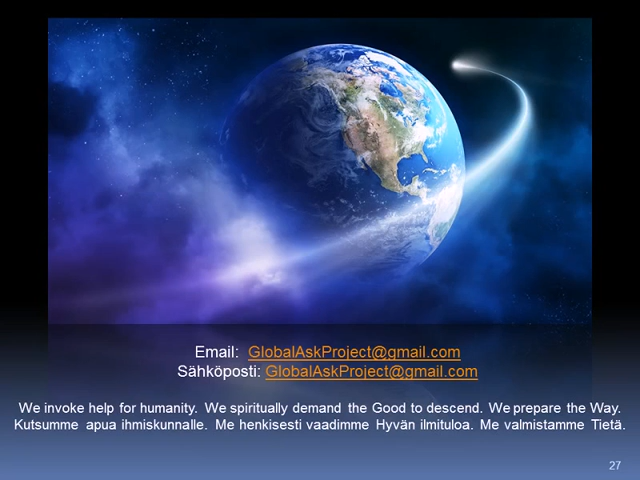 Email: GlobalAskProject@gmail.com
Sähköposti: GlobalAskProject@gmail.com
We invoke help for humanity. We spiritually demand the Good to descend. We prepare the Way.
Kutsumme apua ihmiskunnalle. Me henkisesti vaadimme Hyvän ilmituloa. Me valmistamme Tietä.
27